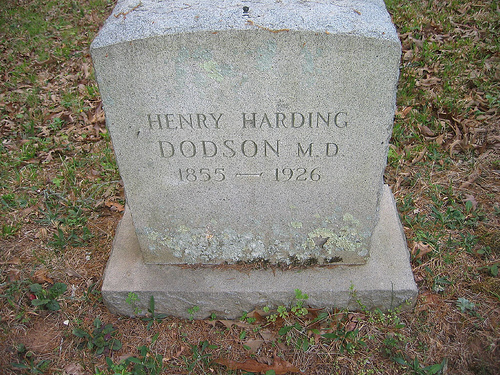 HENRY HARDING
DODSON M.D.
1855 — 1926